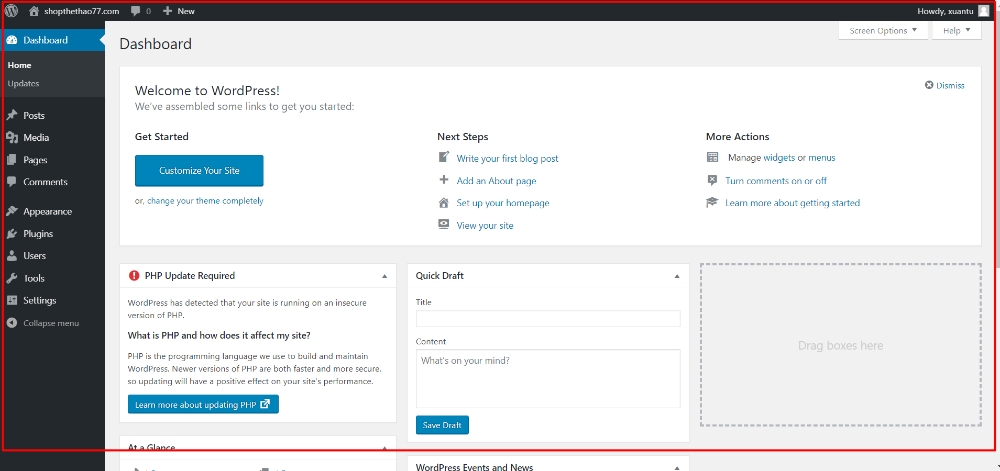 shopthethao77.com 0 New Howdy, xuantu
Dashboard
Home
Updates
Posts
Media
Pages
Comments
Appearance
Plugins
Users
Tools
Settings
Collapse menu
Screen Options Help
Dashboard
Welcome to WordPress!
We've assembled some links to get you started:
Dismiss
Get Started
Customize Your Site
or, change your theme completely
Next Steps
Write your first blog post
Add an About page
Set up your homepage
View your site
More Actions
Manage widgets or menus
Turn comments on or off
Learn more about getting started
PHP Update Required
WordPress has detected that your site is running on an insecure
version of PHP.
What is PHP and how does it affect my site?
PHP is the programming language we use to build and maintain
WordPress. Newer versions of PHP are both faster and more secure,
so updating will have a positive effect on your site's performance.
Learn more about updating PHP
At a Glance
Quick Draft
Title
Content
What's on your mind?
Save Draft
WordPress Events and News
Drag boxes here